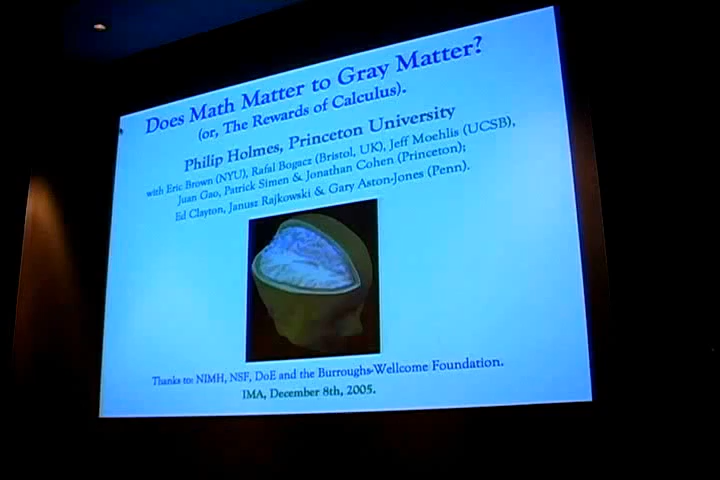 Does Math Matter to Gray Matter?
(or, The Rewards of Calculus).
Philip Holmes, Princeton University
with Eric Brown (NYU), Rafal Bogacz (Bristol, UK), Jeff Moehlis (UCSB),
Juan Gao, Patrick Simen & Jonathan Cohen (Princeton);
Ed Clayton, Janusz Rajkowski & Gary Aston-Jones (Penn).
Thanks to: NIMH, NSF, DoE and the Burroughs-Wellcome Foundation.
IMA, December 8th, 2005.